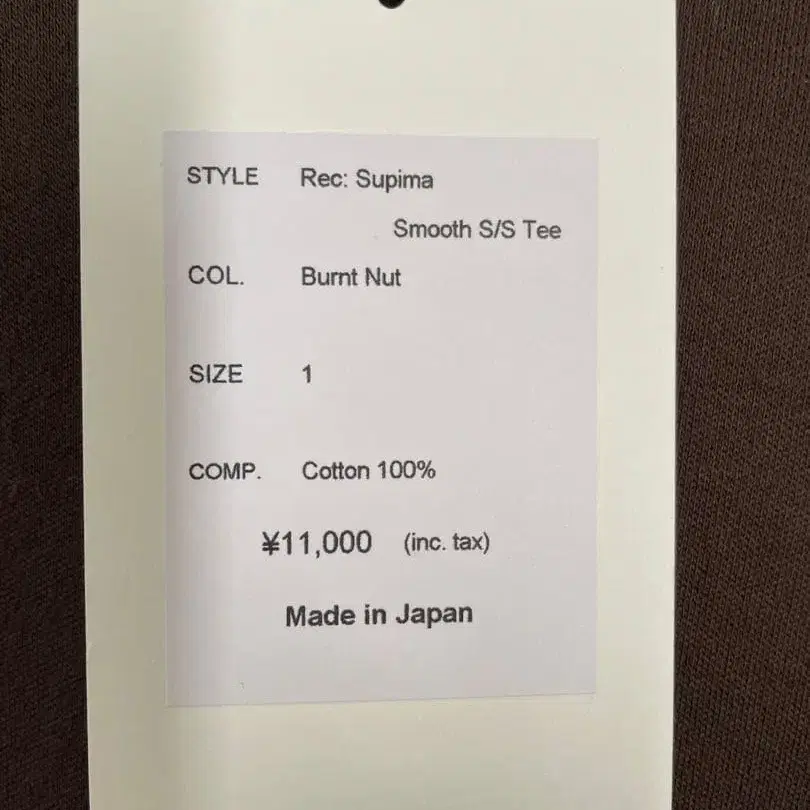 STYLE Rec: Supima
Smooth S/S Tee
COL. Burnt Nut
SIZE 1
COMP. Cotton 100%
¥11,000 (inc. tax)
Made in Japan